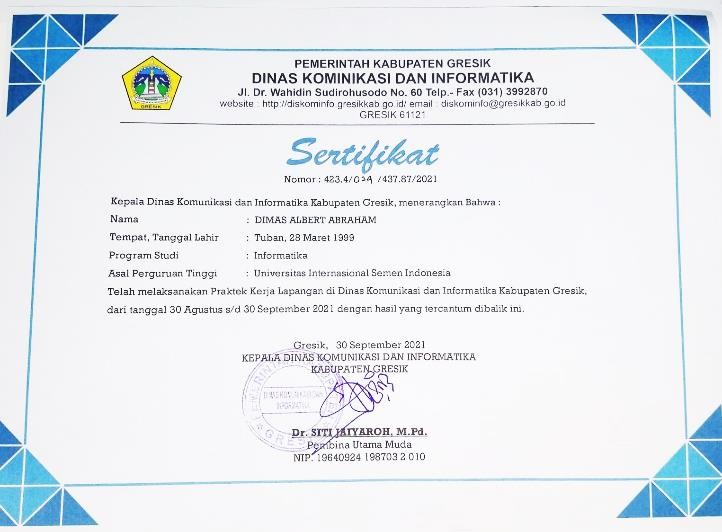 PEMERINTAH KABUPATEN GRESIK
DINAS KOMINIKASI DAN INFORMATIKA
Jl. Dr. Wahidin Sudirohusodo No. 60 Telp.- Fax (031) 3992870
website : http://diskominfo.gresikkab.go.id/ email : diskominfo@gresikkab.go.id
GRESIK 61121
GRESIK
Sertifikat
Nomor : 423.4/029 /437.87/2021
Kepala Dinas Komunikasi dan Informatika Kabupaten Gresik, menerangkan Bahwa :
Nama : DIMAS ALBERT ABRAHAM
Tempat, Tanggal Lahir : Tuban, 28 Maret 1999
Program Studi : Informatika
Asal Perguruan Tinggi : Universitas Internasional Semen Indonesia
Telah melaksanakan Praktek Kerja Lapangan di Dinas Komunikasi dan Informatika Kabupaten Gresik,
dari tanggal 30 Agustus s/d 30 September 2021 dengan hasil yang tercantum dibalik ini.
Gresik, 30 September 2021
KEPALA DINAS KOMUNIKASI DAN INFORMATIKA
KABUPATEN GRESIK
DINAS KOMUNIKASI DAN
INFORMATIKA
GRESIK
Dr. SITI JAIYAROH, M.Pd.
Pembina Utama Muda
NIP. 19640924 198703 2 010